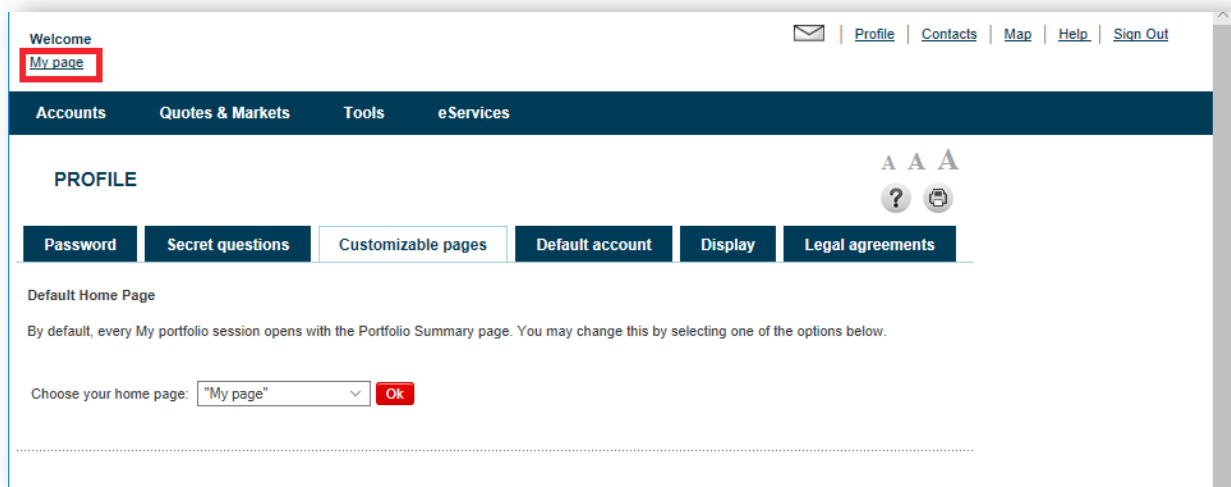 Welcome
My page
Profile | Contacts | Map | Help | Sign Out
Accounts Quotes & Markets Tools eServices
PROFILE
A A A
?
Password Secret questions Customizable pages Default account Display Legal agreements
Default Home Page
By default, every My portfolio session opens with the Portfolio Summary page. You may change this by selecting one of the options below.
Choose your home page: "My page" Ok